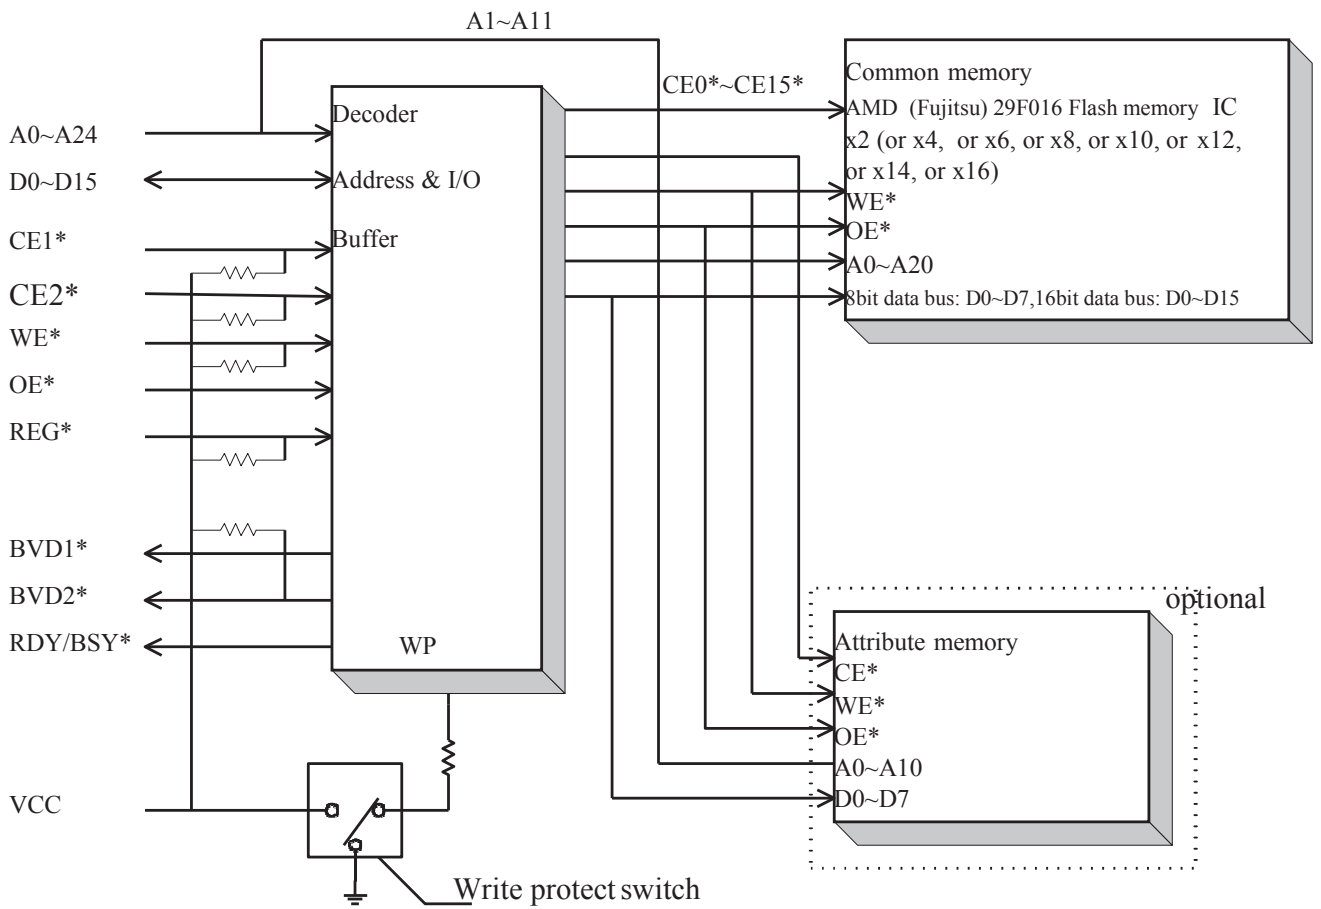 A1~A11
A0~A24
D0~D15
CE1*
CE2*
WE*
OE*
REG*
BVD1*
BVD2*
RDY/BSY*
VCC
Decoder
Address & I/O
Buffer
WP
CE0*~CE15*
Common memory
AMD (Fujitsu) 29F016 Flash memory IC
x2 (or x4, or x6, or x8, or x10, or x12,
or x14, or x16)
WE*
OE*
A0~A20
8bit data bus: D0~D7,16bit data bus: D0~D15
optional
Attribute memory
CE*
WE*
OE*
A0~A10
D0~D7
Write protect switch